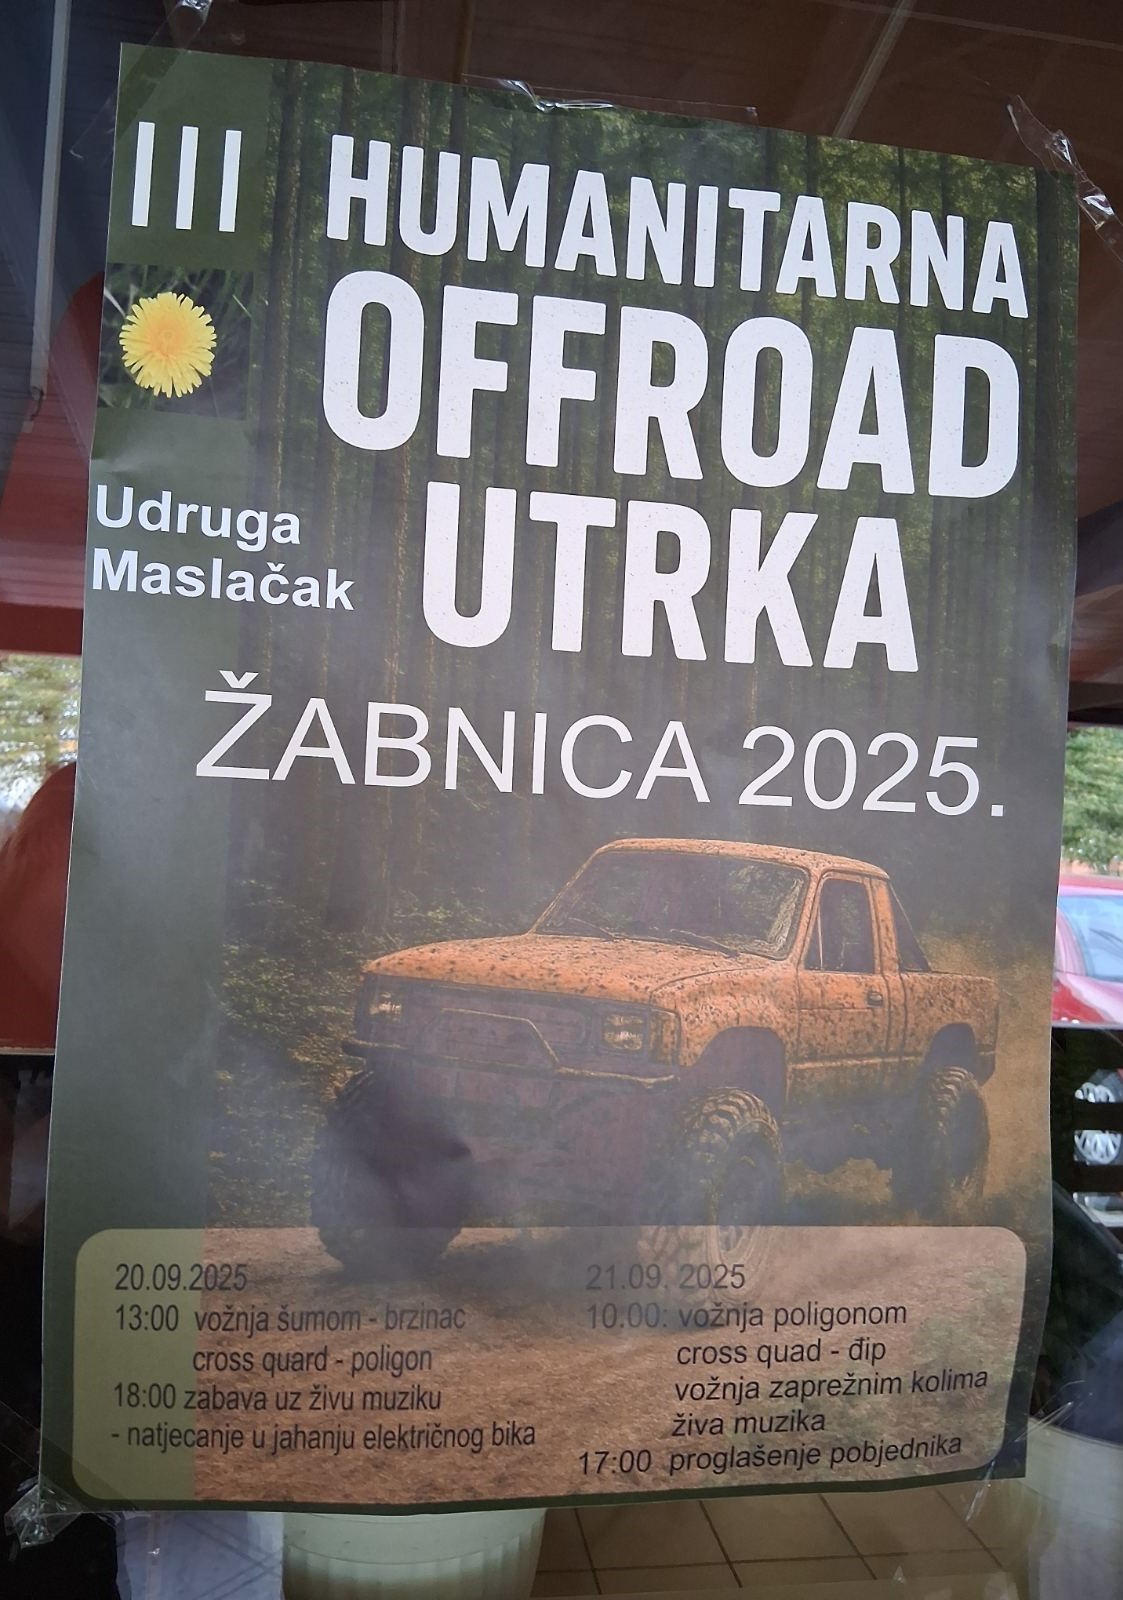 III
HUMANITARNA
OFFROAD
UTRKA
Udruga
Maslačak
ŽABNICA 2025.
20.09.2025
13:00 vožnja šumom - brzinac
cross quard - poligon
18:00 zabava uz živu muziku
- natjecanje u jahanju električnog bika
21.09. 2025
10.00: vožnja poligonom
cross quad - đip
vožnja zaprežnim kolima
živa muzika
17:00 proglašenje pobjednika